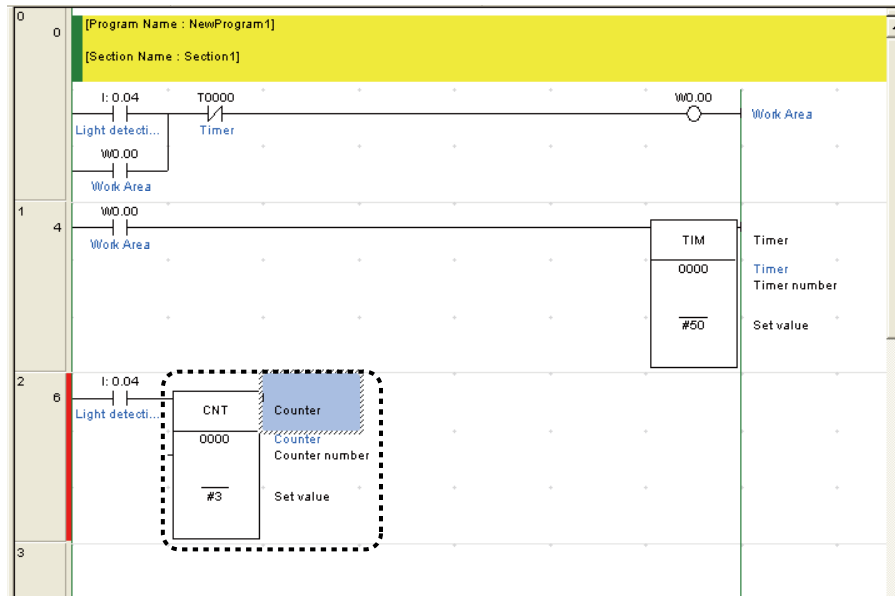 0
0
[Program Name : NewProgram1]
[Section Name : Section1]
I: 0.04
T0000
W0.00
Light detecti...
Timer
Work Area
W0.00
Work Area
1
4
W0.00
Work Area
TIM
Timer
0000
Timer
Timer number
#50
Set value
2
6
I: 0.04
Light detecti...
CNT
Counter
0000
Counter
Counter number
#3
Set value
3